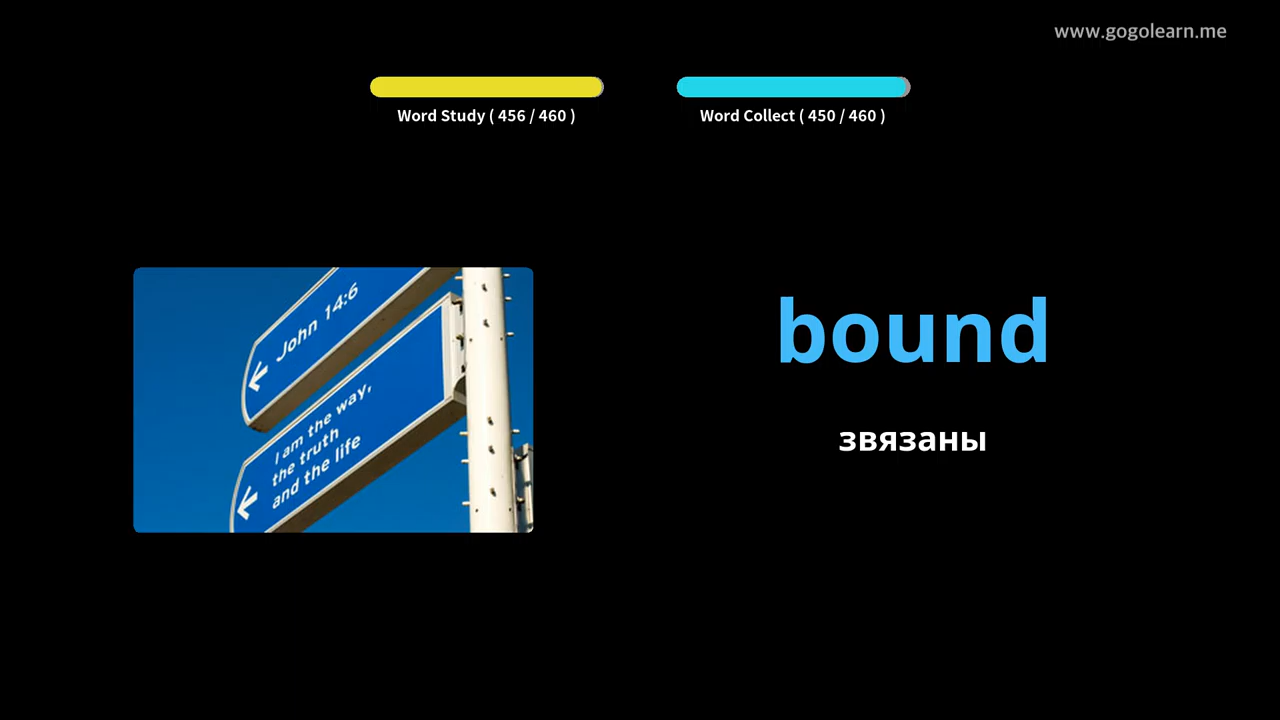 www.gogolearn.me
Word Study ( 456 / 460 )
Word Collect ( 450 / 460 )
John 14:6
I am the way,
the truth
and the life
bound
звязаны